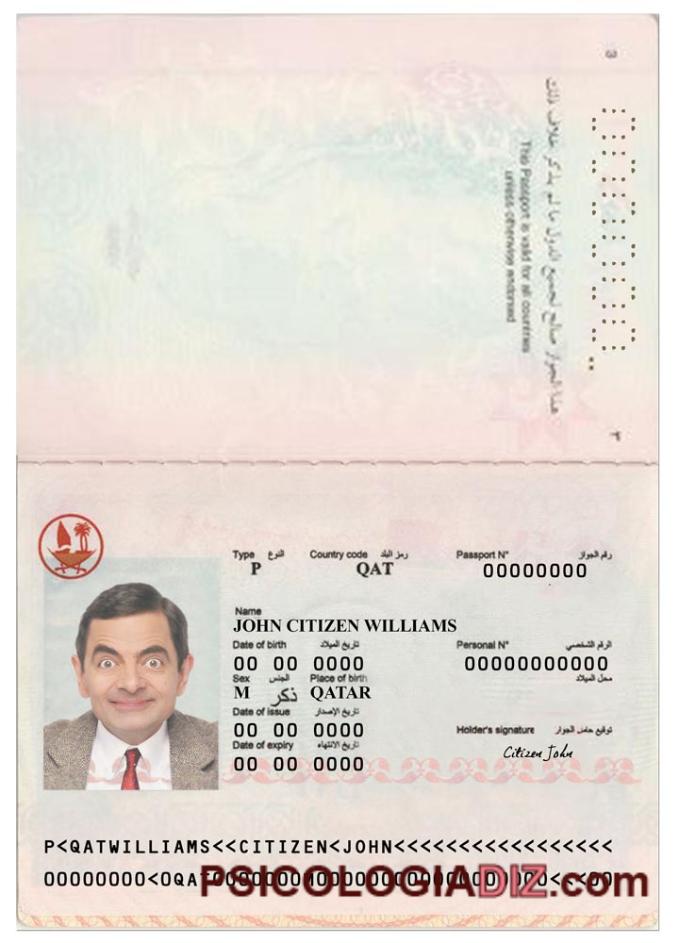 3
هذا الجواز صالح لجميع الدول ما لم يذكر خلاف ذلك
This Passport is valid for all countries
unless otherwise endorsed
٣
Type النوع Country code رمز البلد Passport N° رقم الجواز
P QAT 00000000
Name
JOHN CITIZEN WILLIAMS
Date of birth تاريخ الميلاد Personal N° الرقم الشخصي
00 00 0000 00000000000
Sex الجنس Place of birth محل الميلاد
M ذكر QATAR
Date of issue تاريخ الإصدار
00 00 0000 Holder's signature توقيع حامل الجواز
Date of expiry تاريخ الانتهاء Citizen John
00 00 0000
P<QATWILLIAMS<<CITIZEN<JOHN<<<<<<<<<<<<<<<<<
00000000<0QAT
PSICOLOGIADIZ.com